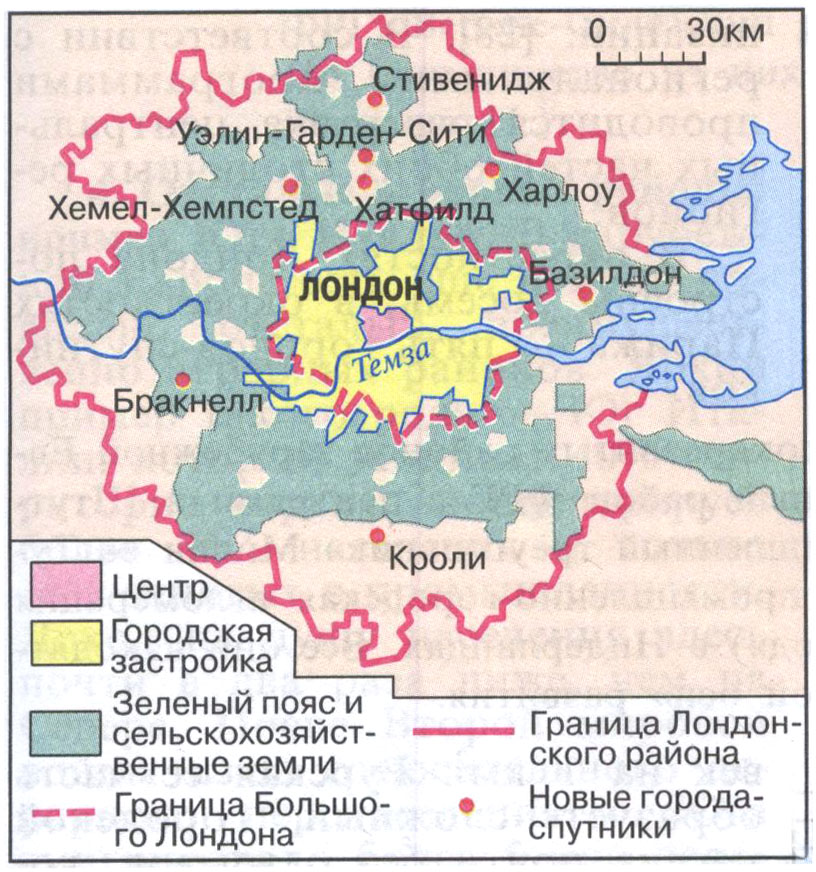 0 30км
Стивенидж
Уэлин-Гарден-Сити
Харлоу
Хемел-Хемпстед
Хатфилд
ЛОНДОН
Базилдон
Темза
Бракнелл
Кроли
Центр
Городская
застройка
Зеленый пояс и
сельскохозяйст-
венные земли
Граница Большо-
го Лондона
Граница Лондон-
ского района
Новые города-
спутники